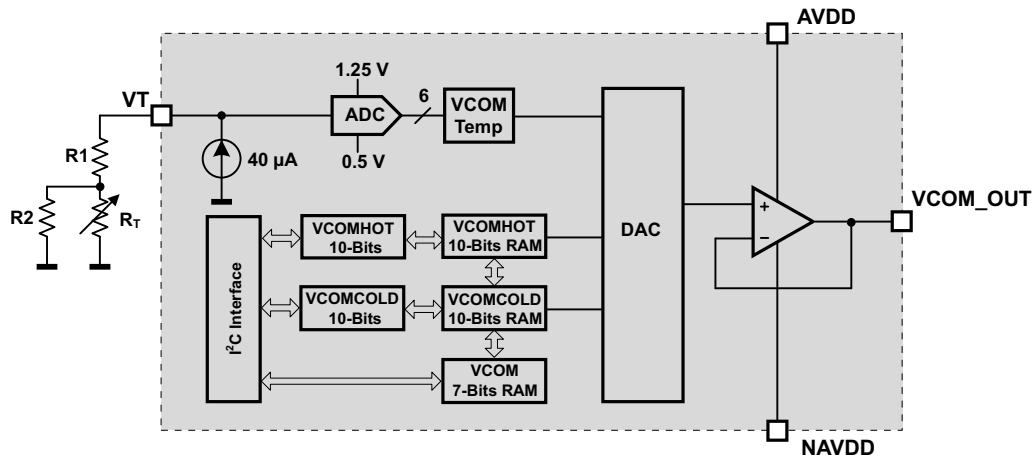 AVDD
1.25 V
VT
ADC
6
VCOM
Temp
0.5 V
40 µA
R1
R2
RT
I²C Interface
VCOMHOT
10-Bits
VCOMHOT
10-Bits RAM
VCOMCOLD
10-Bits
VCOMCOLD
10-Bits RAM
VCOM
7-Bits RAM
DAC
+
−
VCOM_OUT
NAVDD